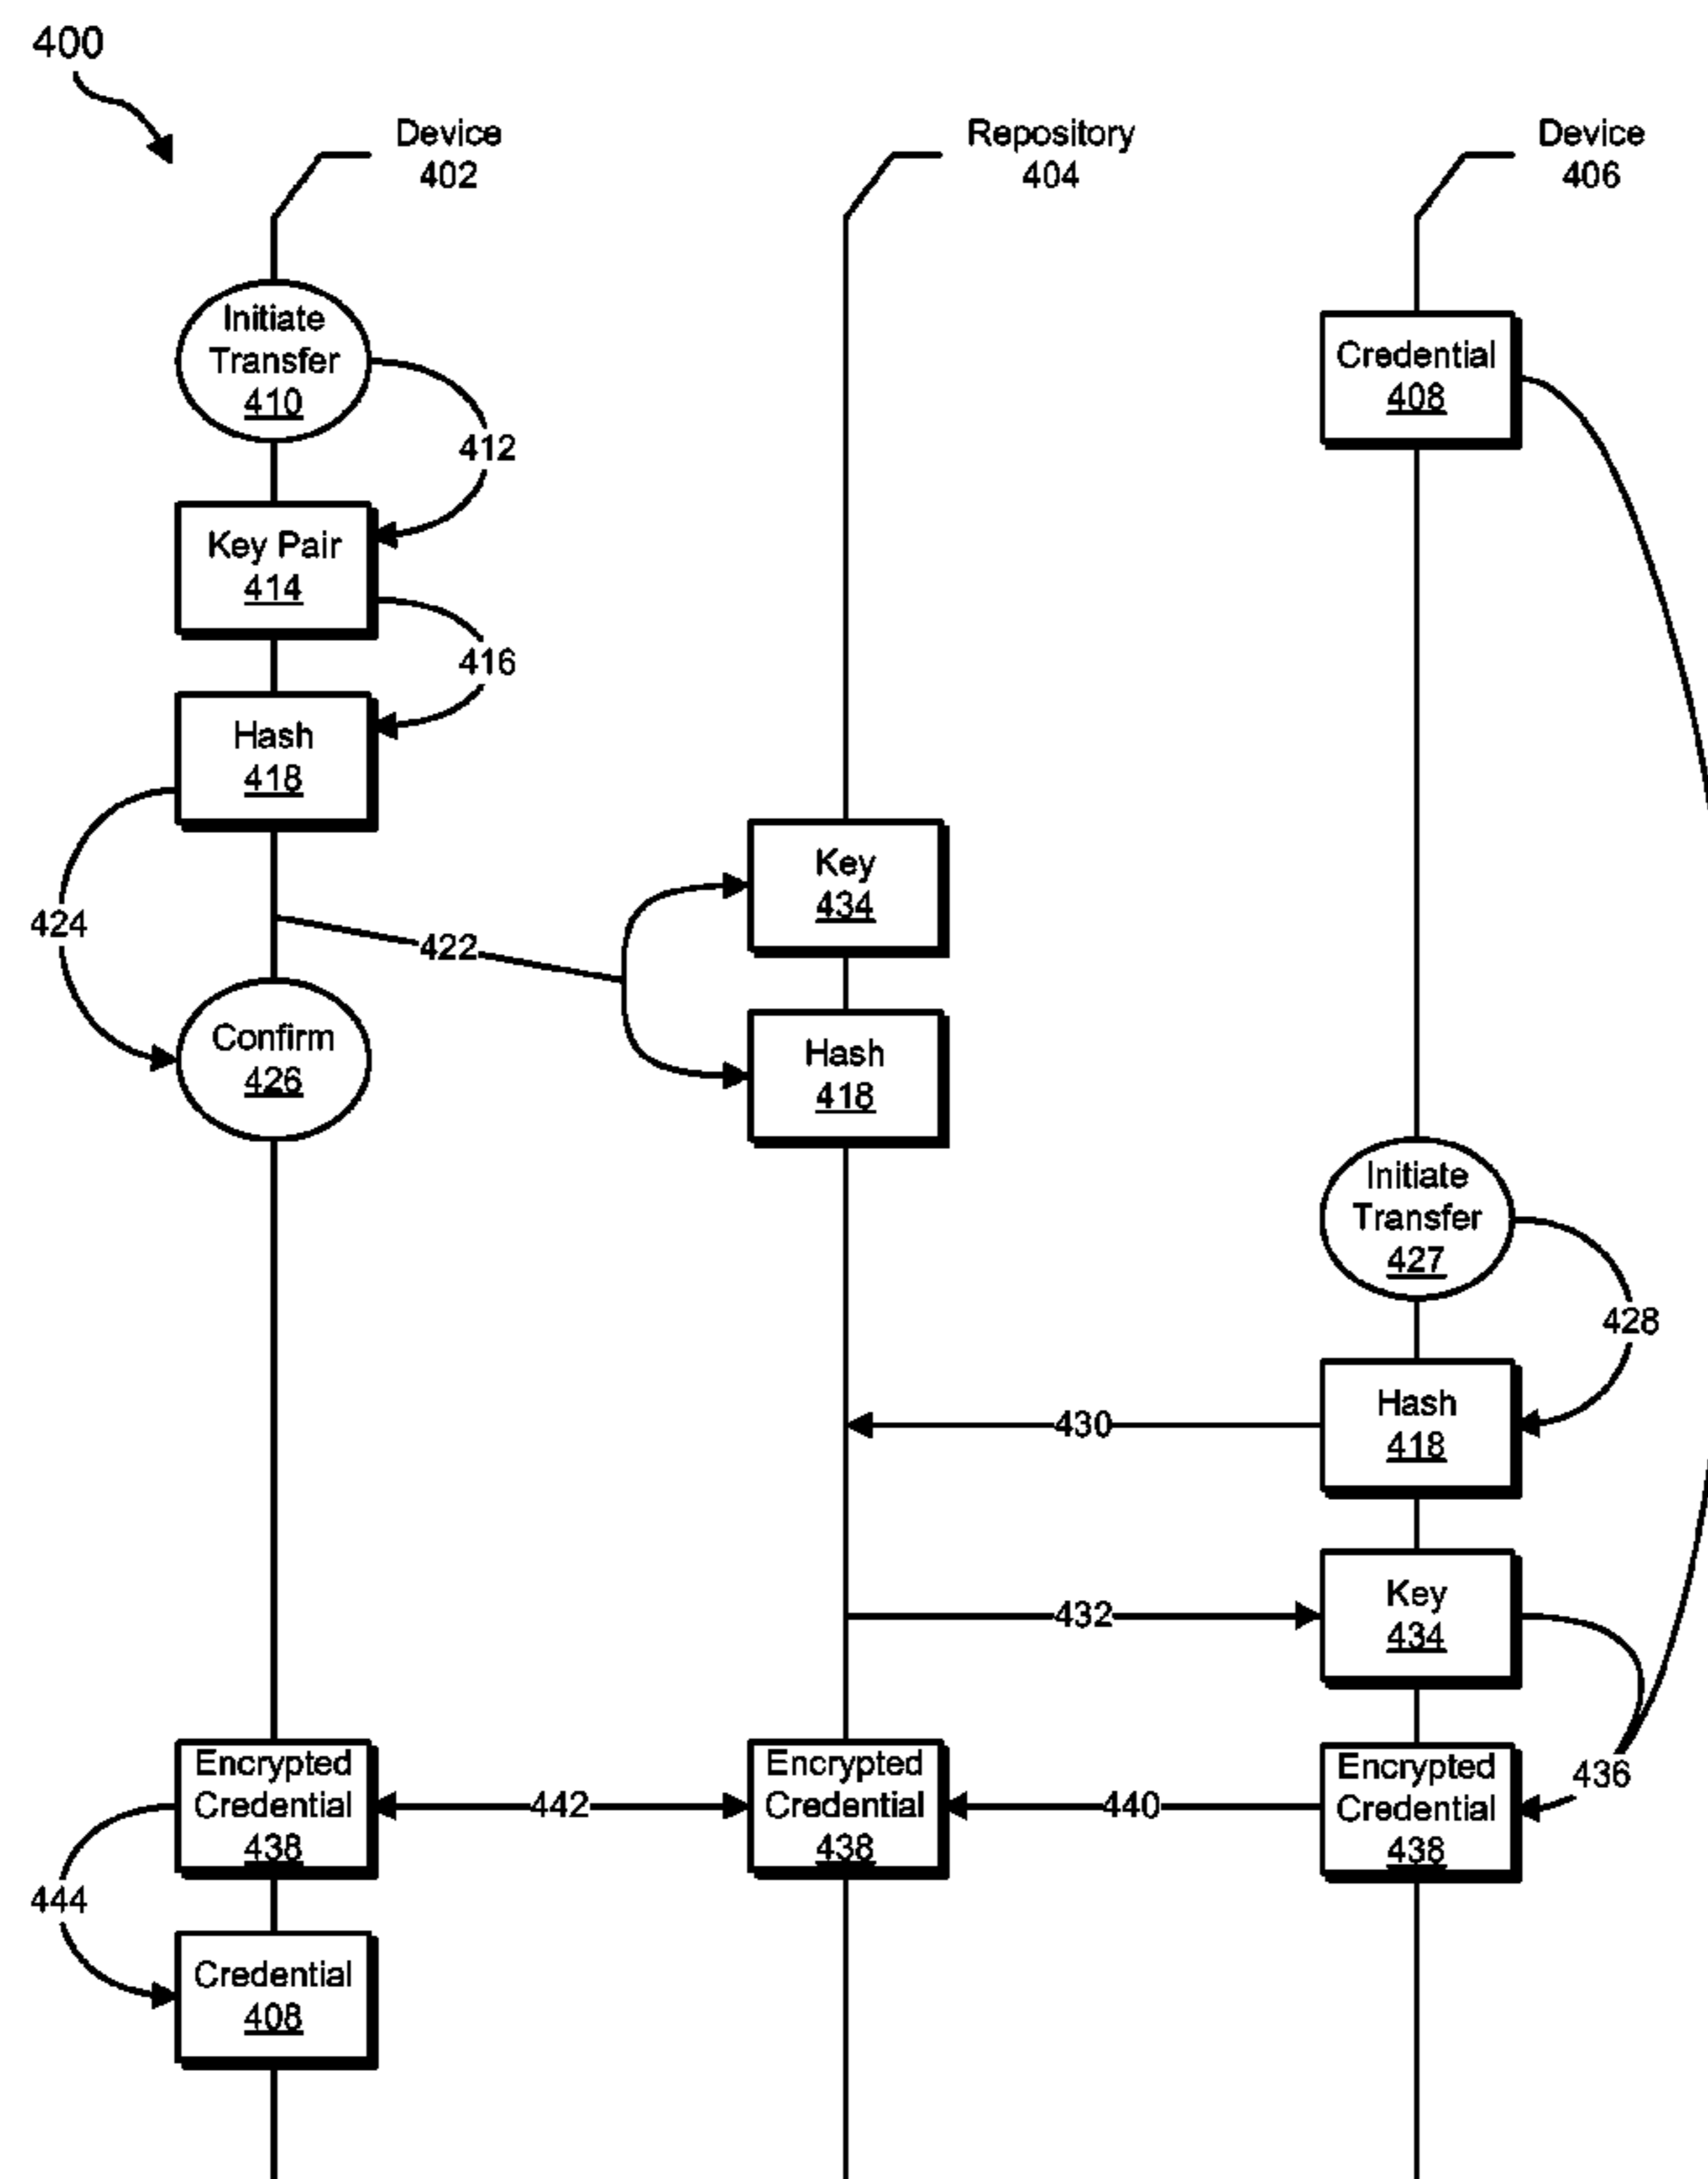 400
Device
402
Repository
404
Device
406
Initiate
Transfer
410
Credential
408
412
Key Pair
414
416
Hash
418
Key
434
424
422
Confirm
426
Hash
418
Initiate
Transfer
427
428
Hash
418
430
Key
434
432
Encrypted
Credential
438
442
Encrypted
Credential
438
440
Encrypted
Credential
438
436
444
Credential
408